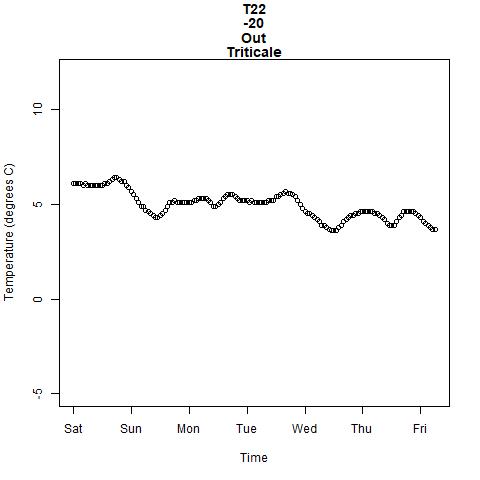 T22
-20
Out
Triticale
Temperature (degrees C)
10
5
0
-5
Sat Sun Mon Tue Wed Thu Fri
Time